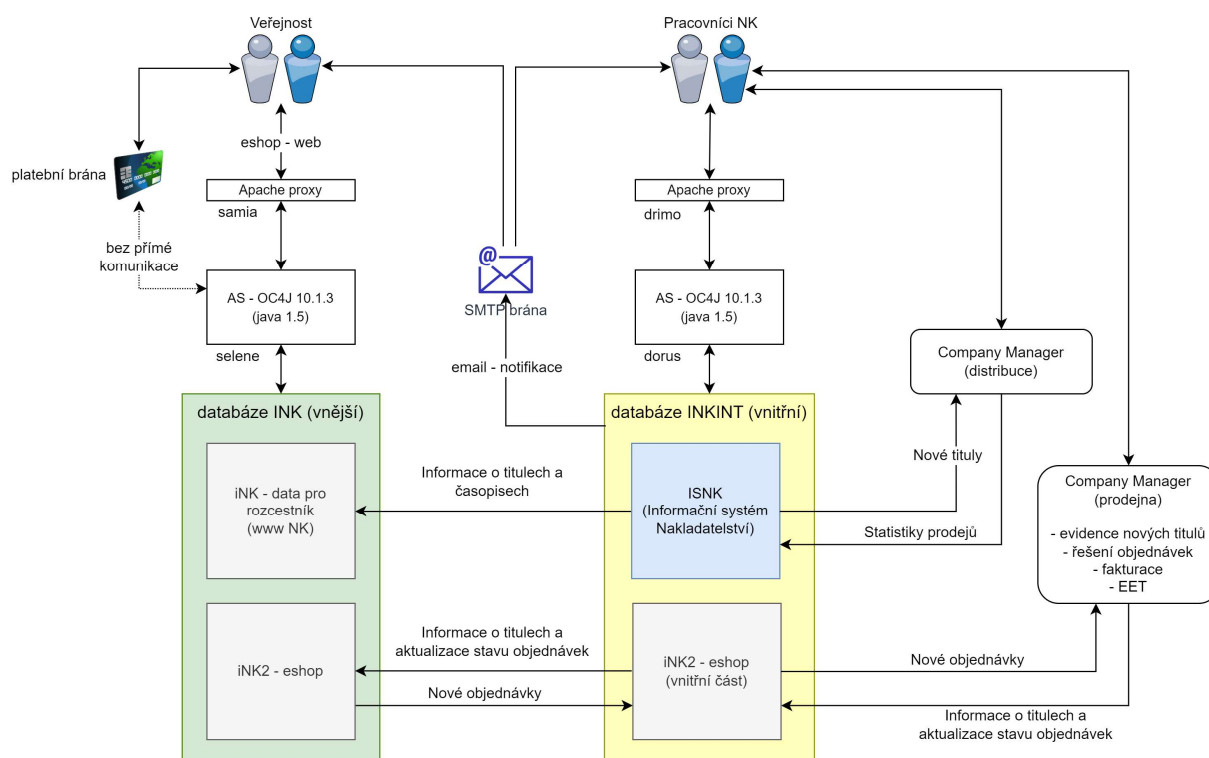 Veřejnost
Pracovníci NK
eshop - web
platební brána
Apache proxy
samia
Apache proxy
drimo
bez přímé
komunikace
AS - OC4J 10.1.3
(java 1.5)
selene
@
SMTP brána
AS - OC4J 10.1.3
(java 1.5)
dorus
email - notifikace
Company Manager
(distribuce)
databáze INK (vnější)
databáze INKINT (vnitřní)
iNK - data pro
rozcestník
(www NK)
Informace o titulech a
časopisech
ISNK
(Informační systém
Nakladatelství)
Nové tituly
Statistiky prodejů
Company Manager
(prodejna)
- evidence nových titulů
- řešení objednávek
- fakturace
- EET
iNK2 - eshop
Informace o titulech a
aktualizace stavu objednávek
Nové objednávky
iNK2 - eshop
(vnitřní část)
Nové objednávky
Informace o titulech a
aktualizace stavu objednávek